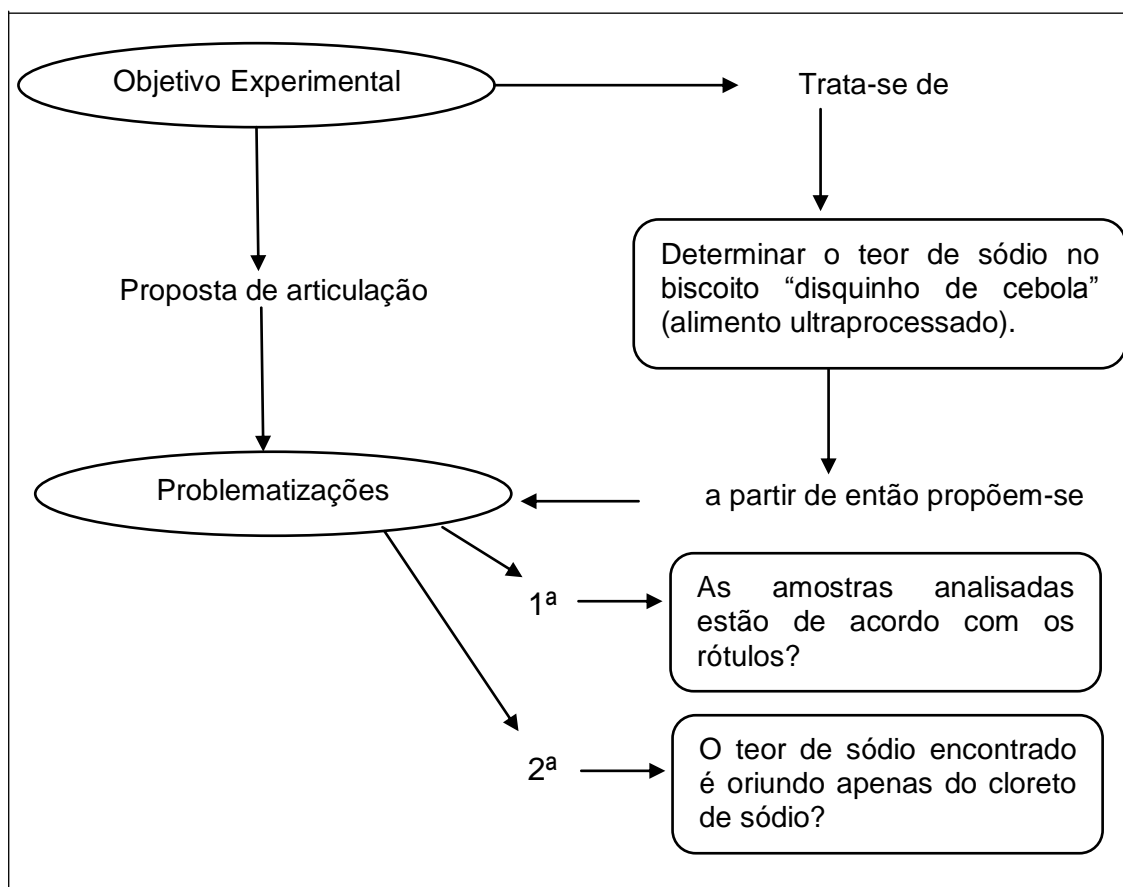 Objetivo Experimental
Trata-se de
Determinar o teor de sódio no
biscoito “disquinho de cebola”
(alimento ultraprocessado).
Proposta de articulação
Problematizações
a partir de então propõem-se
1ª
As amostras analisadas
estão de acordo com os
rótulos?
2ª
O teor de sódio encontrado
é oriundo apenas do cloreto
de sódio?